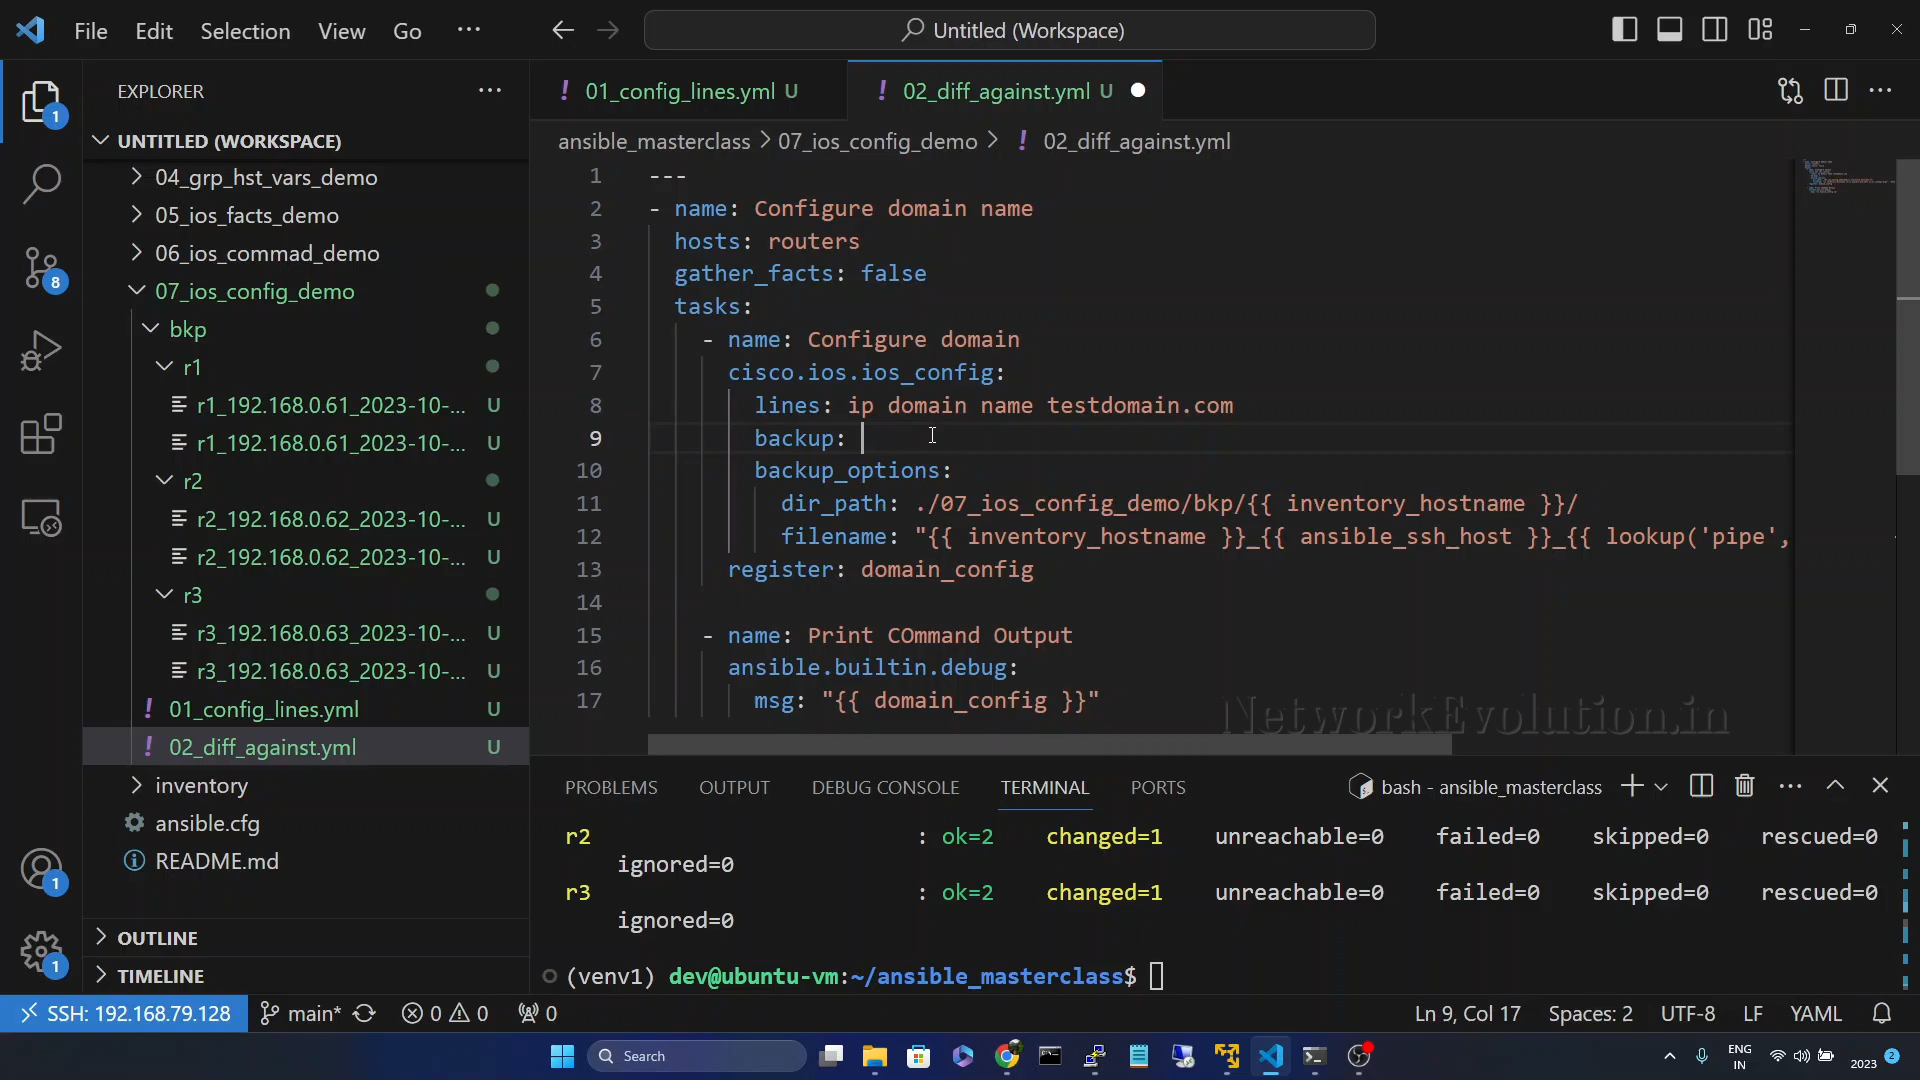 File Edit Selection View Go ...
Untitled (Workspace)
EXPLORER
UNTITLED (WORKSPACE)
04_grp_hst_vars_demo
05_ios_facts_demo
06_ios_commad_demo
07_ios_config_demo
bkp
r1
r1_192.168.0.61_2023-10-... U
r1_192.168.0.61_2023-10-... U
r2
r2_192.168.0.62_2023-10-... U
r2_192.168.0.62_2023-10-... U
r3
r3_192.168.0.63_2023-10-... U
r3_192.168.0.63_2023-10-... U
! 01_config_lines.yml U
! 02_diff_against.yml U
inventory
ansible.cfg
README.md
OUTLINE
TIMELINE
1
8
1
1
! 01_config_lines.yml U
! 02_diff_against.yml U
ansible_masterclass > 07_ios_config_demo > ! 02_diff_against.yml
1 ---
2 - name: Configure domain name
3 hosts: routers
4 gather_facts: false
5 tasks:
6 - name: Configure domain
7 cisco.ios.ios_config:
8 lines: ip domain name testdomain.com
9 backup:
10 backup_options:
11 dir_path: ./07_ios_config_demo/bkp/{{ inventory_hostname }}/
12 filename: "{{ inventory_hostname }}_{{ ansible_ssh_host }}_{{ lookup('pipe',
13 register: domain_config
14
15 - name: Print COmmand Output
16 ansible.builtin.debug:
17 msg: "{{ domain_config }}"
NetworkEvolution.in
PROBLEMS OUTPUT DEBUG CONSOLE TERMINAL PORTS
bash - ansible_masterclass
r2 : ok=2 changed=1 unreachable=0 failed=0 skipped=0 rescued=0
ignored=0
r3 : ok=2 changed=1 unreachable=0 failed=0 skipped=0 rescued=0
ignored=0
(venv1) dev@ubuntu-vm:~/ansible_masterclass$
SSH: 192.168.79.128 main* 0 0 0 Ln 9, Col 17 Spaces: 2 UTF-8 LF YAML
Search
ENG
IN
2023 2